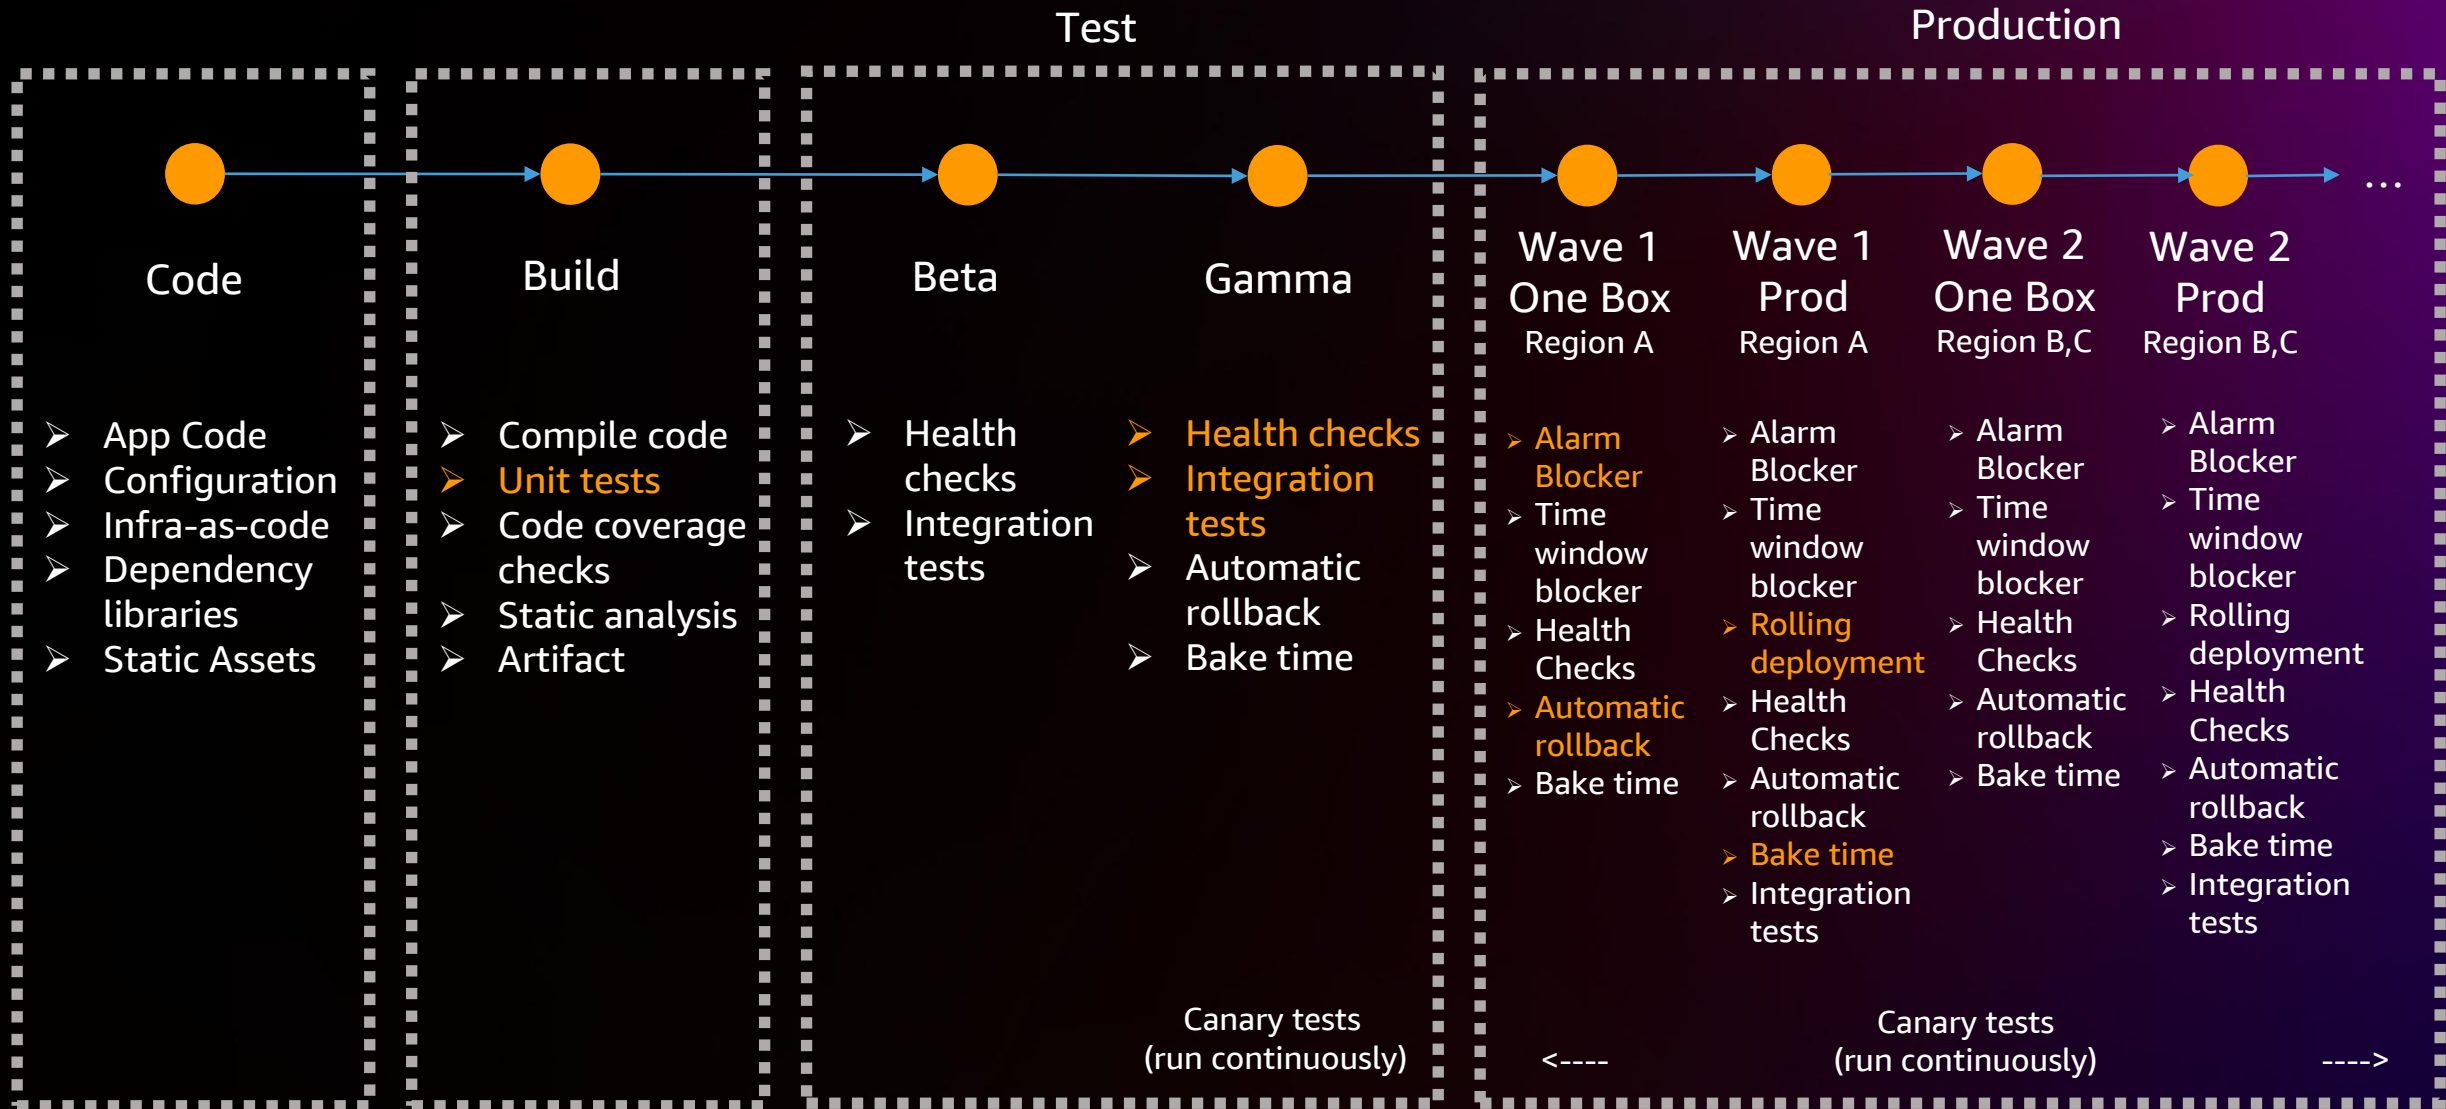 Test
Production
Code
App Code
Configuration
Infra-as-code
Dependency
libraries
Static Assets
Build
Compile code
Unit tests
Code coverage
checks
Static analysis
Artifact
Beta
Health
checks
Integration
tests
Gamma
Health checks
Integration
tests
Automatic
rollback
Bake time
Canary tests
(run continuously)
Wave 1
One Box
Region A
Alarm
Blocker
Time
window
blocker
Health
Checks
Automatic
rollback
Bake time
Wave 1
Prod
Region A
Alarm
Blocker
Time
window
blocker
Rolling
deployment
Health
Checks
Automatic
rollback
Bake time
Integration
tests
Wave 2
One Box
Region B,C
Alarm
Blocker
Time
window
blocker
Health
Checks
Automatic
rollback
Bake time
Wave 2
Prod
Region B,C
Alarm
Blocker
Time
window
blocker
Rolling
deployment
Health
Checks
Automatic
rollback
Bake time
Integration
tests
...
<----
Canary tests
(run continuously)
---->